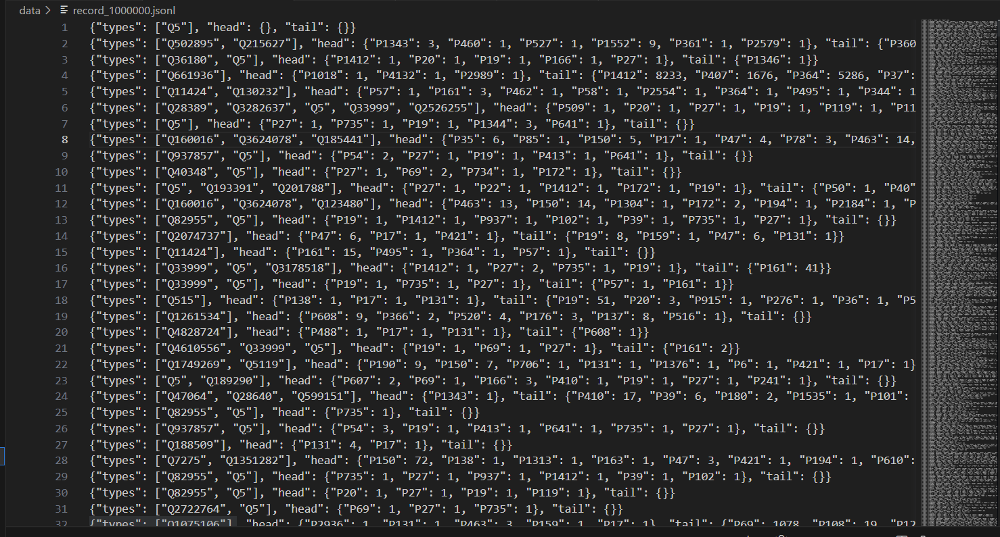 data > record_1000000.jsonl
1 {"types": ["Q5"], "head": {}, "tail": {}}
2 {"types": ["Q502895", "Q215627"], "head": {"P1343": 3, "P460": 1, "P527": 1, "P1552": 9, "P361": 1, "P2579": 1}, "tail": {"P360
3 {"types": ["Q36180", "Q5"], "head": {"P1412": 1, "P20": 1, "P19": 1, "P166": 1, "P27": 1}, "tail": {"P1346": 1}}
4 {"types": ["Q661936"], "head": {"P1018": 1, "P4132": 1, "P2989": 1}, "tail": {"P1412": 8233, "P407": 1676, "P364": 5286, "P37":
5 {"types": ["Q11424", "Q130232"], "head": {"P57": 1, "P161": 3, "P462": 1, "P58": 1, "P2554": 1, "P364": 1, "P495": 1, "P344": 1
6 {"types": ["Q28389", "Q3282637", "Q5", "Q33999", "Q2526255"], "head": {"P509": 1, "P20": 1, "P27": 1, "P19": 1, "P119": 1, "P11
7 {"types": ["Q5"], "head": {"P27": 1, "P735": 1, "P19": 1, "P1344": 3, "P641": 1}, "tail": {}}
8 {"types": ["Q160016", "Q3624078", "Q185441"], "head": {"P35": 6, "P85": 1, "P150": 5, "P17": 1, "P47": 4, "P78": 3, "P463": 14,
9 {"types": ["Q937857", "Q5"], "head": {"P54": 2, "P27": 1, "P19": 1, "P413": 1, "P641": 1}, "tail": {}}
10 {"types": ["Q40348", "Q5"], "head": {"P27": 1, "P69": 2, "P734": 1, "P172": 1}, "tail": {}}
11 {"types": ["Q5", "Q193391", "Q201788"], "head": {"P27": 1, "P22": 1, "P1412": 1, "P172": 1, "P19": 1}, "tail": {"P50": 1, "P40"
12 {"types": ["Q160016", "Q3624078", "Q123480"], "head": {"P463": 13, "P150": 14, "P1304": 1, "P172": 2, "P194": 1, "P2184": 1, "P
13 {"types": ["Q82955", "Q5"], "head": {"P19": 1, "P1412": 1, "P937": 1, "P102": 1, "P39": 1, "P735": 1, "P27": 1}, "tail": {}}
14 {"types": ["Q2074737"], "head": {"P47": 6, "P17": 1, "P421": 1}, "tail": {"P19": 8, "P159": 1, "P47": 6, "P131": 1}}
15 {"types": ["Q11424"], "head": {"P161": 15, "P495": 1, "P364": 1, "P57": 1}, "tail": {}}
16 {"types": ["Q33999", "Q5", "Q3178518"], "head": {"P1412": 1, "P27": 2, "P735": 1, "P19": 1}, "tail": {"P161": 41}}
17 {"types": ["Q33999", "Q5"], "head": {"P19": 1, "P735": 1, "P27": 1}, "tail": {"P57": 1, "P161": 1}}
18 {"types": ["Q515"], "head": {"P138": 1, "P17": 1, "P131": 1}, "tail": {"P19": 51, "P20": 3, "P915": 1, "P276": 1, "P36": 1, "P5
19 {"types": ["Q1261534"], "head": {"P608": 9, "P366": 2, "P520": 4, "P176": 3, "P137": 8, "P516": 1}, "tail": {}}
20 {"types": ["Q4828724"], "head": {"P488": 1, "P17": 1, "P131": 1}, "tail": {"P608": 1}}
21 {"types": ["Q4610556", "Q33999", "Q5"], "head": {"P19": 1, "P69": 1, "P27": 1}, "tail": {"P161": 2}}
22 {"types": ["Q1749269", "Q5119"], "head": {"P190": 9, "P150": 7, "P706": 1, "P131": 1, "P1376": 1, "P6": 1, "P421": 1, "P17": 1}
23 {"types": ["Q5", "Q189290"], "head": {"P607": 2, "P69": 1, "P166": 3, "P410": 1, "P19": 1, "P27": 1, "P241": 1}, "tail": {}}
24 {"types": ["Q47064", "Q28640", "Q599151"], "head": {"P1343": 1}, "tail": {"P410": 17, "P39": 6, "P180": 2, "P1535": 1, "P101":
25 {"types": ["Q82955", "Q5"], "head": {"P735": 1}, "tail": {}}
26 {"types": ["Q937857", "Q5"], "head": {"P54": 3, "P19": 1, "P413": 1, "P641": 1, "P735": 1, "P27": 1}, "tail": {}}
27 {"types": ["Q188509"], "head": {"P131": 4, "P17": 1}, "tail": {}}
28 {"types": ["Q7275", "Q1351282"], "head": {"P150": 72, "P138": 1, "P1313": 1, "P163": 1, "P47": 3, "P421": 1, "P194": 1, "P610":
29 {"types": ["Q82955", "Q5"], "head": {"P735": 1, "P27": 1, "P937": 1, "P1412": 1, "P39": 1, "P102": 1}, "tail": {}}
30 {"types": ["Q82955", "Q5"], "head": {"P20": 1, "P27": 1, "P19": 1, "P119": 1}, "tail": {}}
31 {"types": ["Q2722764", "Q5"], "head": {"P69": 1, "P27": 1, "P735": 1}, "tail": {}}
32 {"types": ["Q1075106"], "head": {"P2936": 1, "P131": 1, "P463": 3, "P159": 1, "P17": 1}, "tail": {"P69": 1078, "P108": 19, "P12